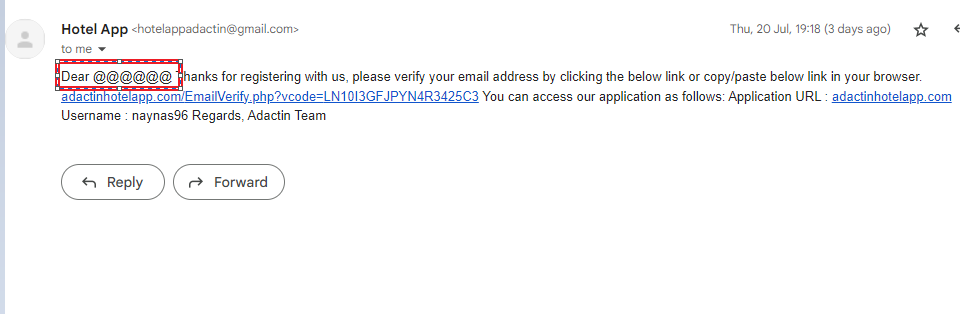 Hotel App <hotelappadactin@gmail.com> Thu, 20 Jul, 19:18 (3 days ago)
to me
Dear @@@@@@ Thanks for registering with us, please verify your email address by clicking the below link or copy/paste below link in your browser.
adactinhotelapp.com/EmailVerify.php?vcode=LN10I3GFJPYN4R3425C3 You can access our application as follows: Application URL : adactinhotelapp.com
Username : naynas96 Regards, Adactin Team
Reply Forward